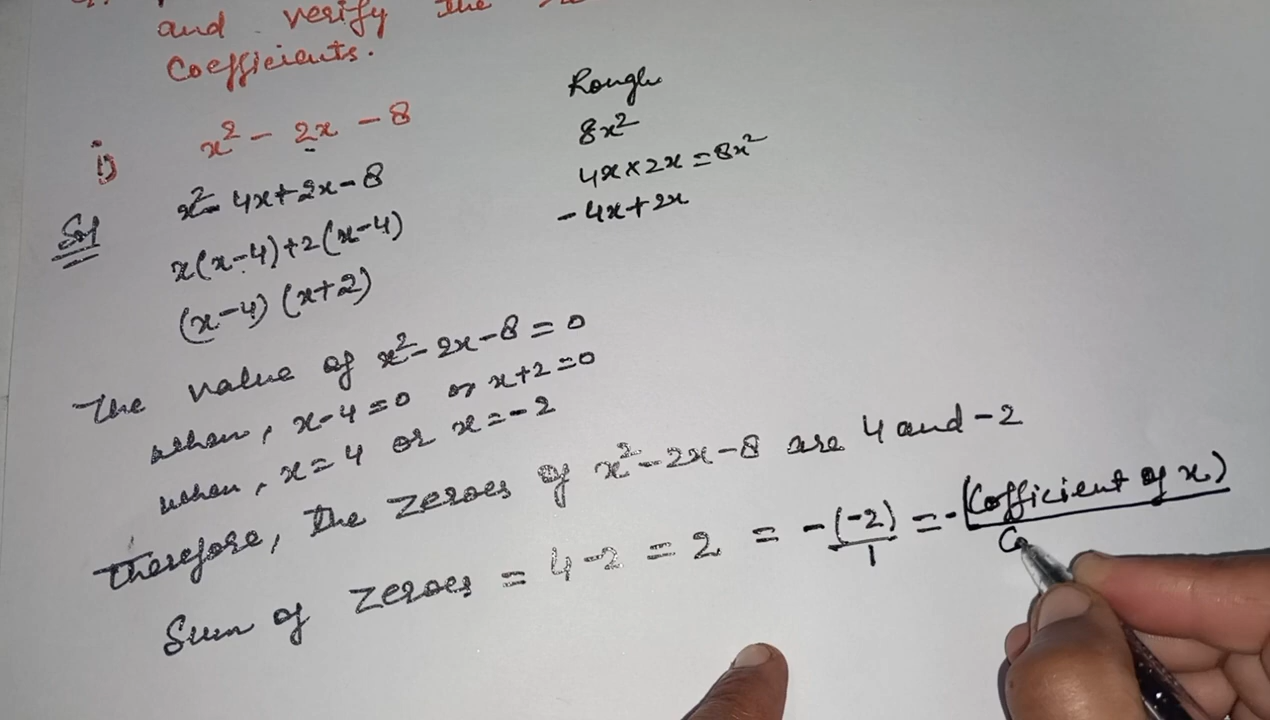 and verify the
Coefficients.
i) x² - 2x - 8
Sol x² - 4x + 2x - 8
x(x-4)+2(x-4)
(x-4) (x+2)
Rough
8x²
4x × 2x = 8x²
- 4x + 2x
The value of x² - 2x - 8 = 0
when, x-4=0 or x+2=0
when, x=4 or x=-2
Therefore, the zeroes of x²-2x-8 are 4 and -2
Sum of zeroes = 4-2 = 2 = -(-2)/1 = -(Cofficient of x)/Co